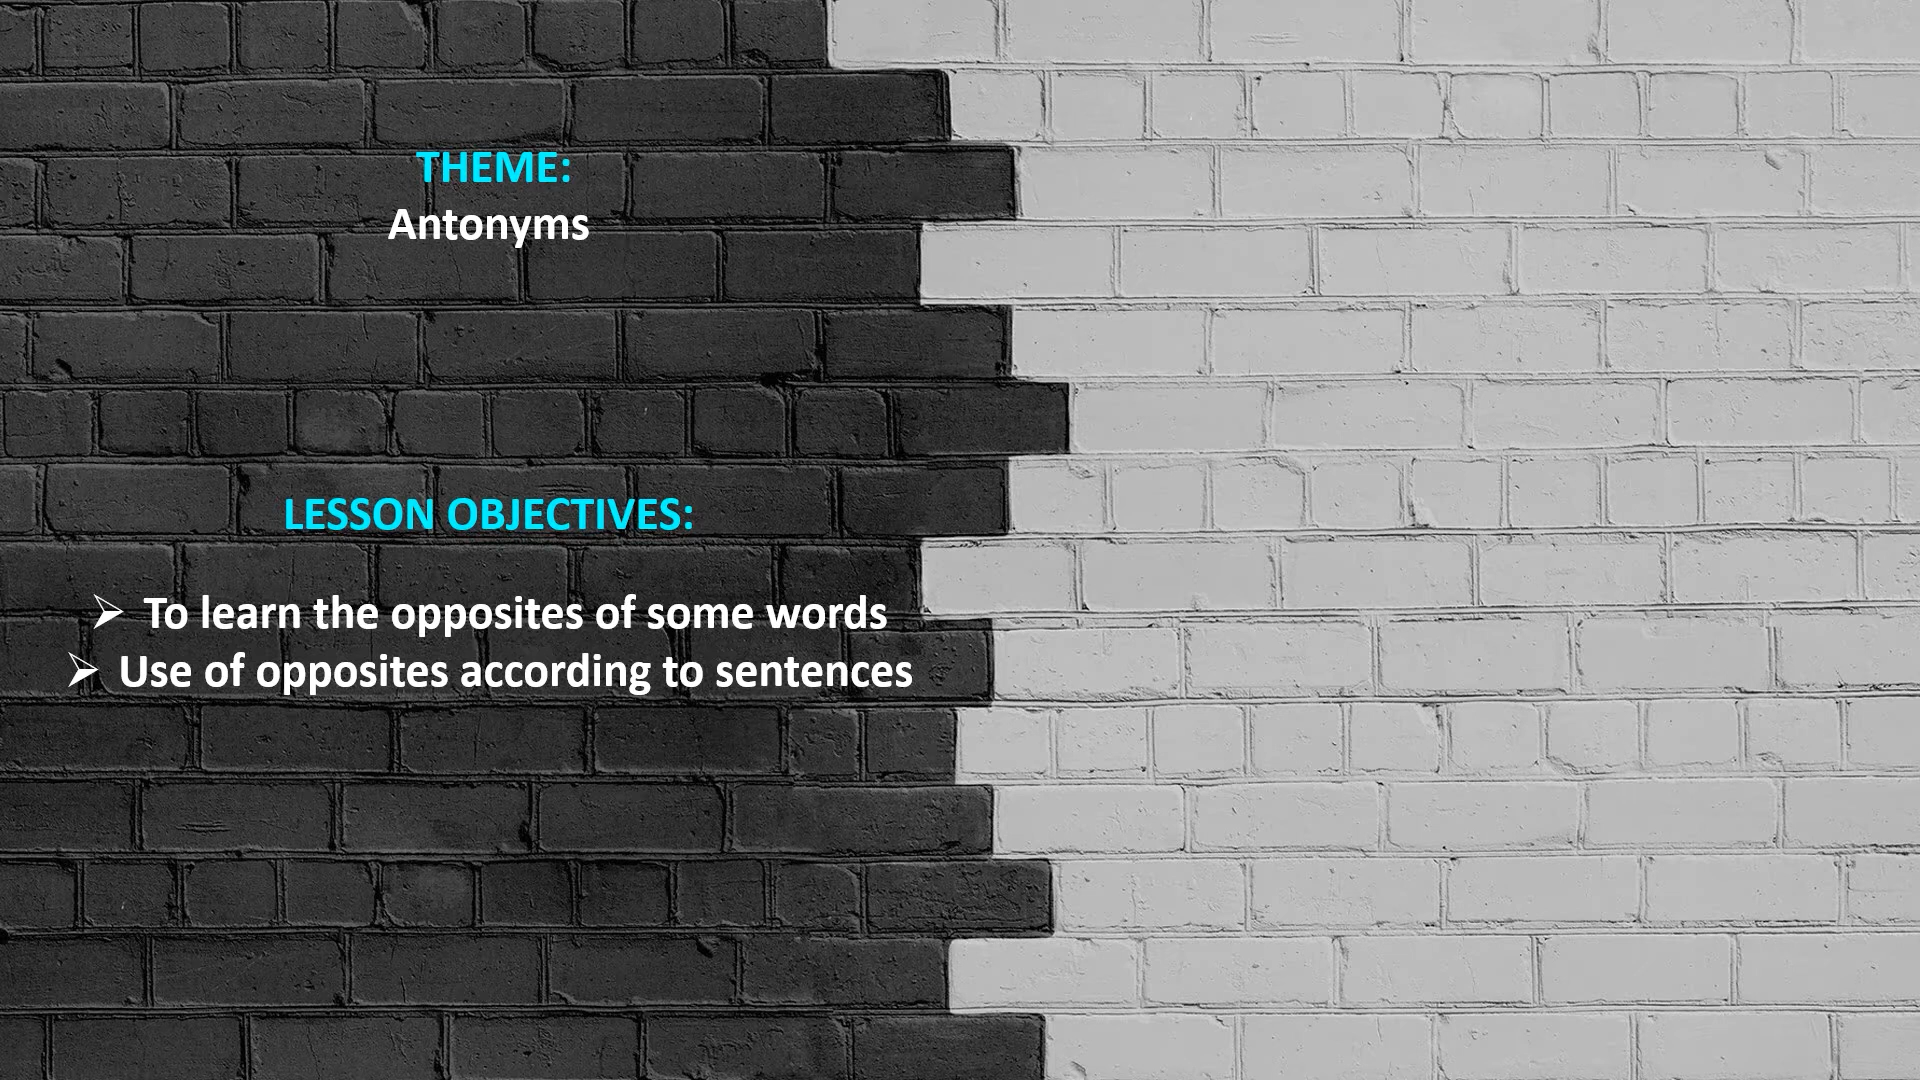 THEME:
Antonyms
LESSON OBJECTIVES:
➢ To learn the opposites of some words
➢ Use of opposites according to sentences